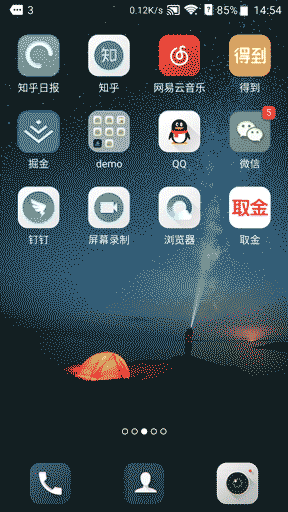 3 0.12K/s ? 85% 14:54
知 得到
知乎日报 知乎 网易云音乐 得到
5
掘金 demo QQ 微信
取金
钉钉 屏幕录制 浏览器 取金